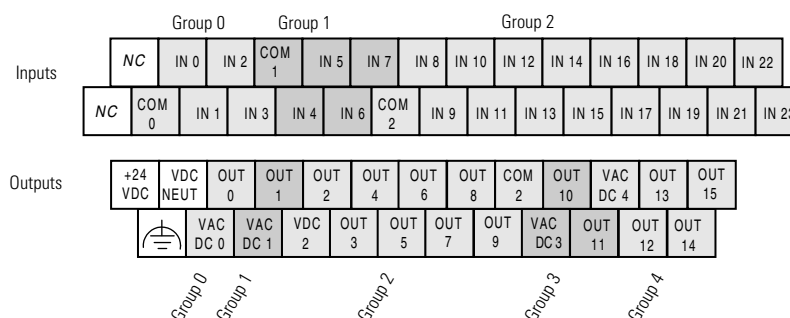 Group 0 Group 1 Group 2
Inputs
NC IN 0 IN 2 COM 1 IN 5 IN 7 IN 8 IN 10 IN 12 IN 14 IN 16 IN 18 IN 20 IN 22
NC COM 0 IN 1 IN 3 IN 4 IN 6 COM 2 IN 9 IN 11 IN 13 IN 15 IN 17 IN 19 IN 21 IN 23
Outputs
+24 VDC VDC NEUT OUT 0 OUT 1 OUT 2 OUT 4 OUT 6 OUT 8 COM 2 OUT 10 VAC DC 4 OUT 13 OUT 15
VAC DC 0 VAC DC 1 VDC 2 OUT 3 OUT 5 OUT 7 OUT 9 VAC DC 3 OUT 11 OUT 12 OUT 14
Group 0 Group 1 Group 2 Group 3 Group 4